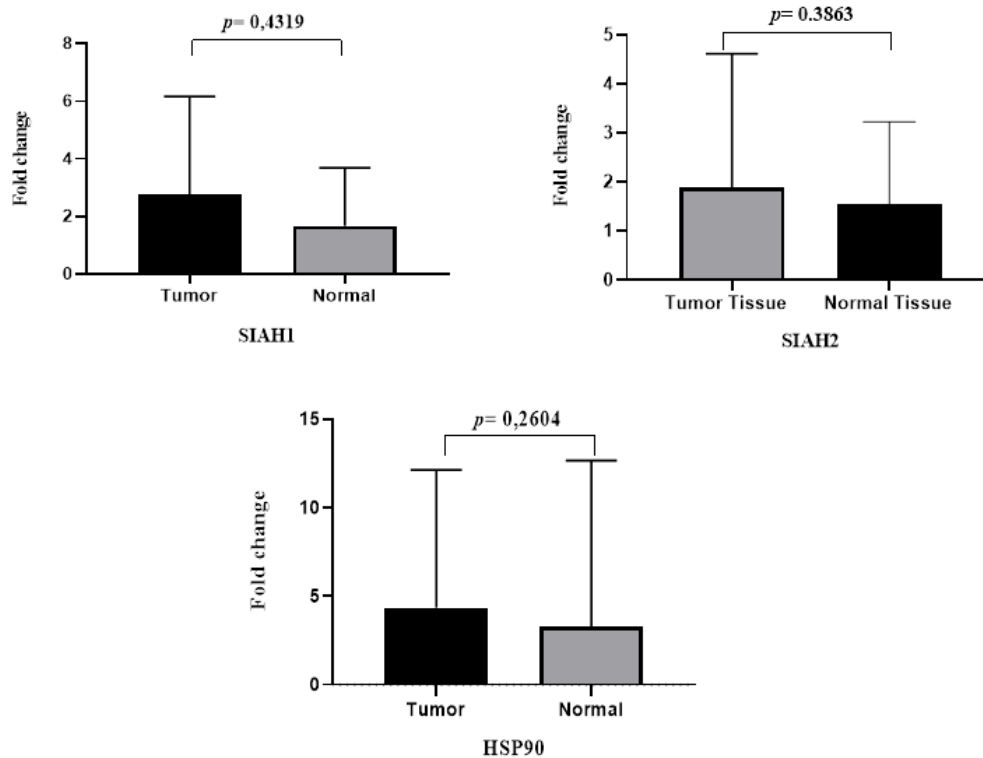 p= 0,4319
Fold change
8
6
4
2
0
Tumor Normal
SIAH1
p= 0.3863
Fold change
5
4
3
2
1
0
Tumor Tissue Normal Tissue
SIAH2
p= 0,2604
Fold change
15
10
5
0
Tumor Normal
HSP90